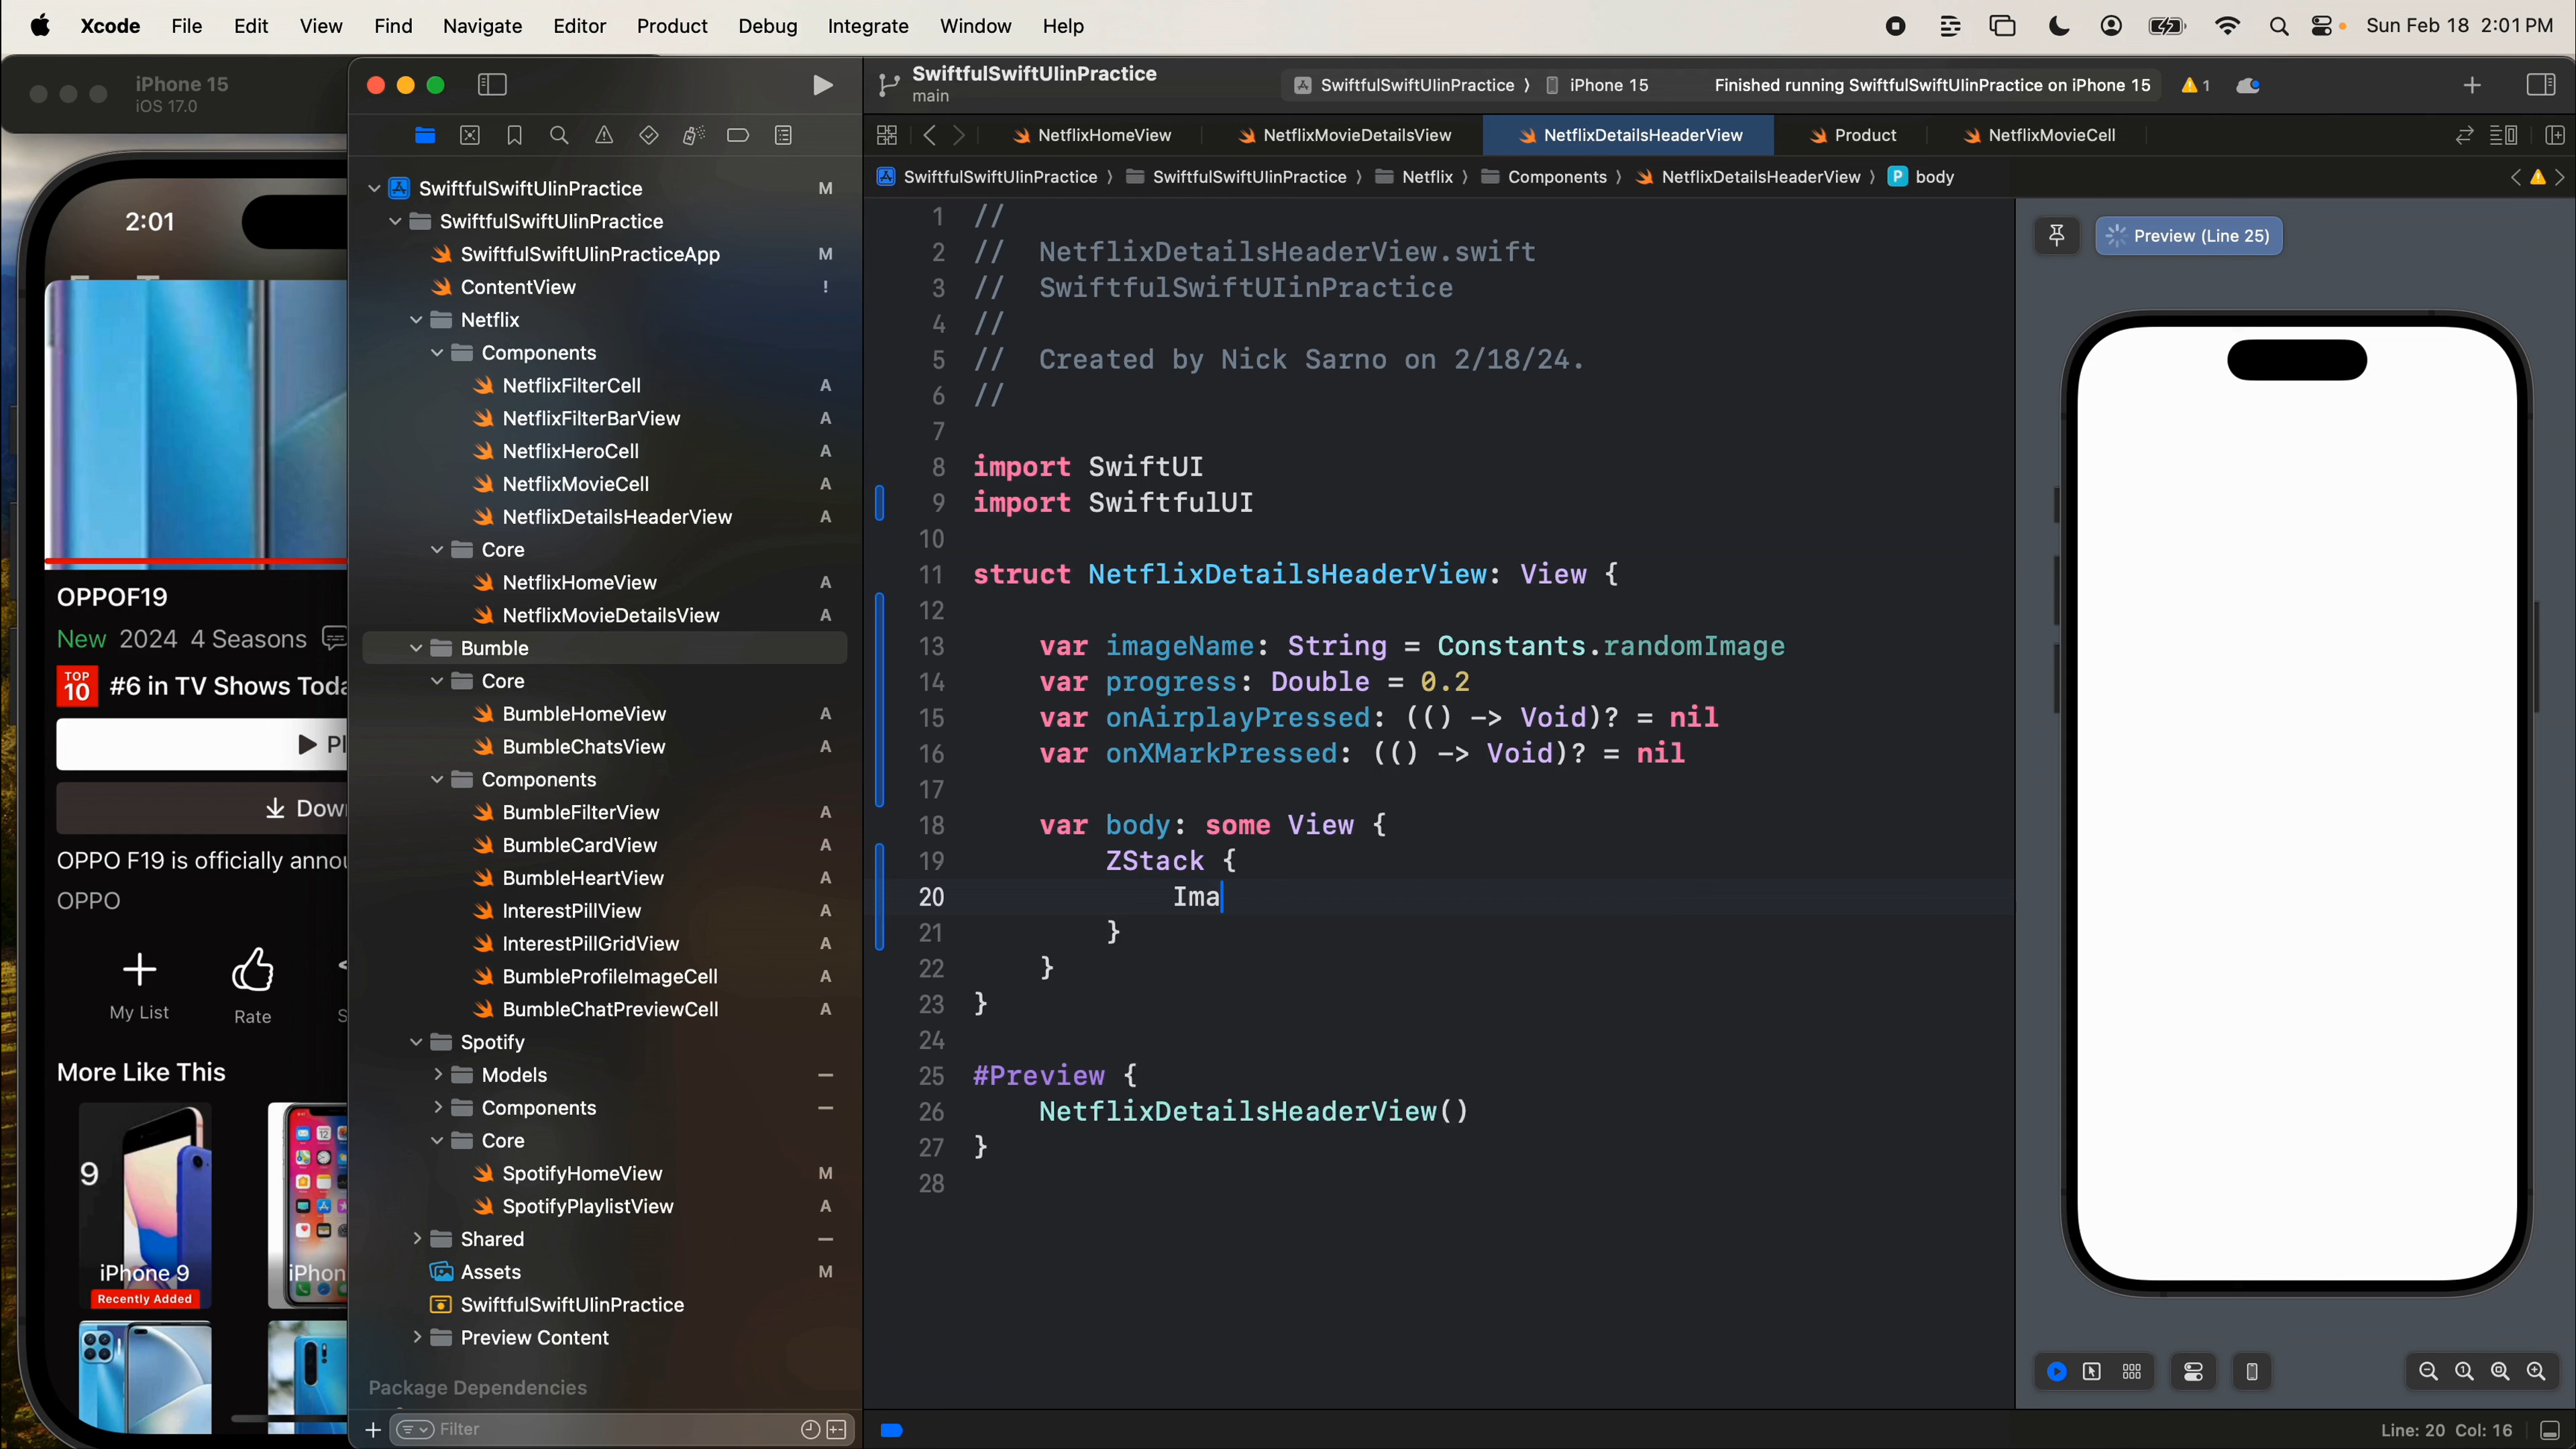 Xcode File Edit View Find Navigate Editor Product Debug Integrate Window Help Sun Feb 18 2:01 PM
iPhone 15
iOS 17.0
2:01
OPPOF19
New 2024 4 Seasons
TOP 10 #6 in TV Shows Toda
Pl
Dow
OPPO F19 is officially annou
OPPO
My List Rate S
More Like This
9
iPhone 9 iPhon
Recently Added
SwiftfulSwiftUIinPractice M
SwiftfulSwiftUIinPractice
SwiftfulSwiftUIinPracticeApp M
ContentView !
Netflix
Components
NetflixFilterCell A
NetflixFilterBarView A
NetflixHeroCell A
NetflixMovieCell A
NetflixDetailsHeaderView A
Core
NetflixHomeView A
NetflixMovieDetailsView A
Bumble
Core
BumbleHomeView A
BumbleChatsView A
Components
BumbleFilterView A
BumbleCardView A
BumbleHeartView A
InterestPillView A
InterestPillGridView A
BumbleProfileImageCell A
BumbleChatPreviewCell A
Spotify
Models
Components
Core
SpotifyHomeView M
SpotifyPlaylistView A
Shared
Assets M
SwiftfulSwiftUIinPractice
Preview Content
Package Dependencies
Filter
SwiftfulSwiftUIinPractice
main
SwiftfulSwiftUIinPractice ⟩ iPhone 15 Finished running SwiftfulSwiftUIinPractice on iPhone 15 1
NetflixHomeView NetflixMovieDetailsView NetflixDetailsHeaderView Product NetflixMovieCell
SwiftfulSwiftUIinPractice ⟩ SwiftfulSwiftUIinPractice ⟩ Netflix ⟩ Components ⟩ NetflixDetailsHeaderView ⟩ P body
1 //
2 //  NetflixDetailsHeaderView.swift
3 //  SwiftfulSwiftUIinPractice
4 //
5 //  Created by Nick Sarno on 2/18/24.
6 //
7
8 import SwiftUI
9 import SwiftfulUI
10
11 struct NetflixDetailsHeaderView: View {
12
13     var imageName: String = Constants.randomImage
14     var progress: Double = 0.2
15     var onAirplayPressed: (() -> Void)? = nil
16     var onXMarkPressed: (() -> Void)? = nil
17
18     var body: some View {
19         ZStack {
20             Ima
21         }
22     }
23 }
24
25 #Preview {
26     NetflixDetailsHeaderView()
27 }
28
Preview (Line 25)
Line: 20 Col: 16